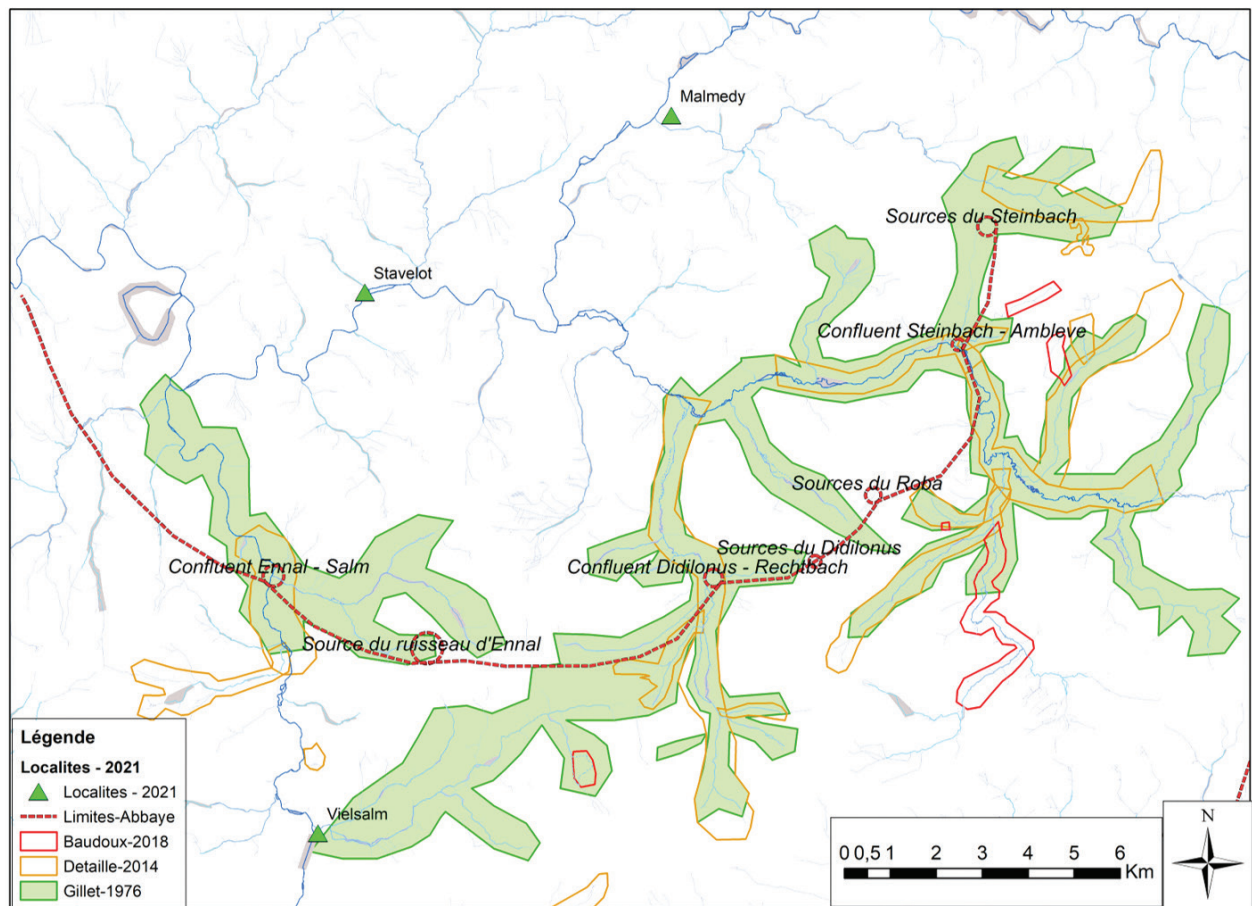 Malmedy
Sources du Steinbach
Stavelot
Confluent Steinbach - Ambleve
Sources du Roba
Sources du Didilonus
Confluent Ennal - Salm
Confluent Didilonus - Rechtbach
Source du ruisseau d'Ennal
Vielsalm
Légende
Localites - 2021
Localites - 2021
Limites-Abbaye
Baudoux-2018
Detaille-2014
Gillet-1976
0 0,5 1 2 3 4 5 6
Km
N